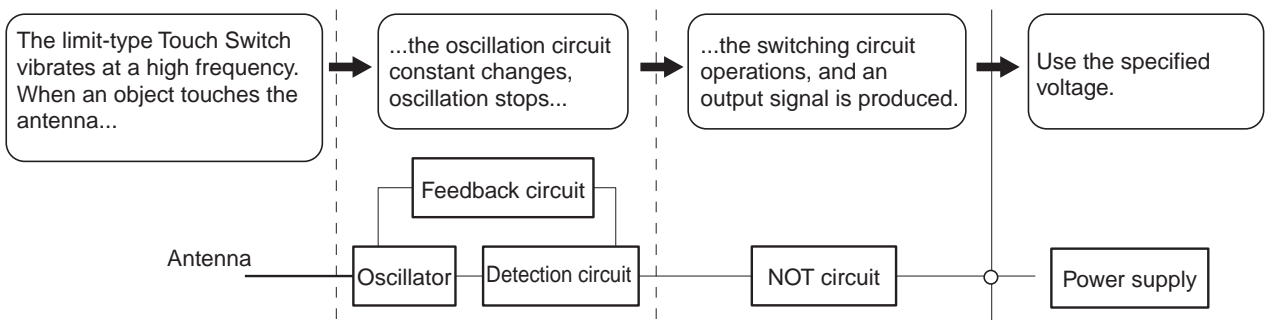 The limit-type Touch Switch
vibrates at a high frequency.
When an object touches the
antenna...
...the oscillation circuit
constant changes,
oscillation stops...
...the switching circuit
operations, and an
output signal is produced.
Use the specified
voltage.
Feedback circuit
Antenna
Oscillator
Detection circuit
NOT circuit
Power supply